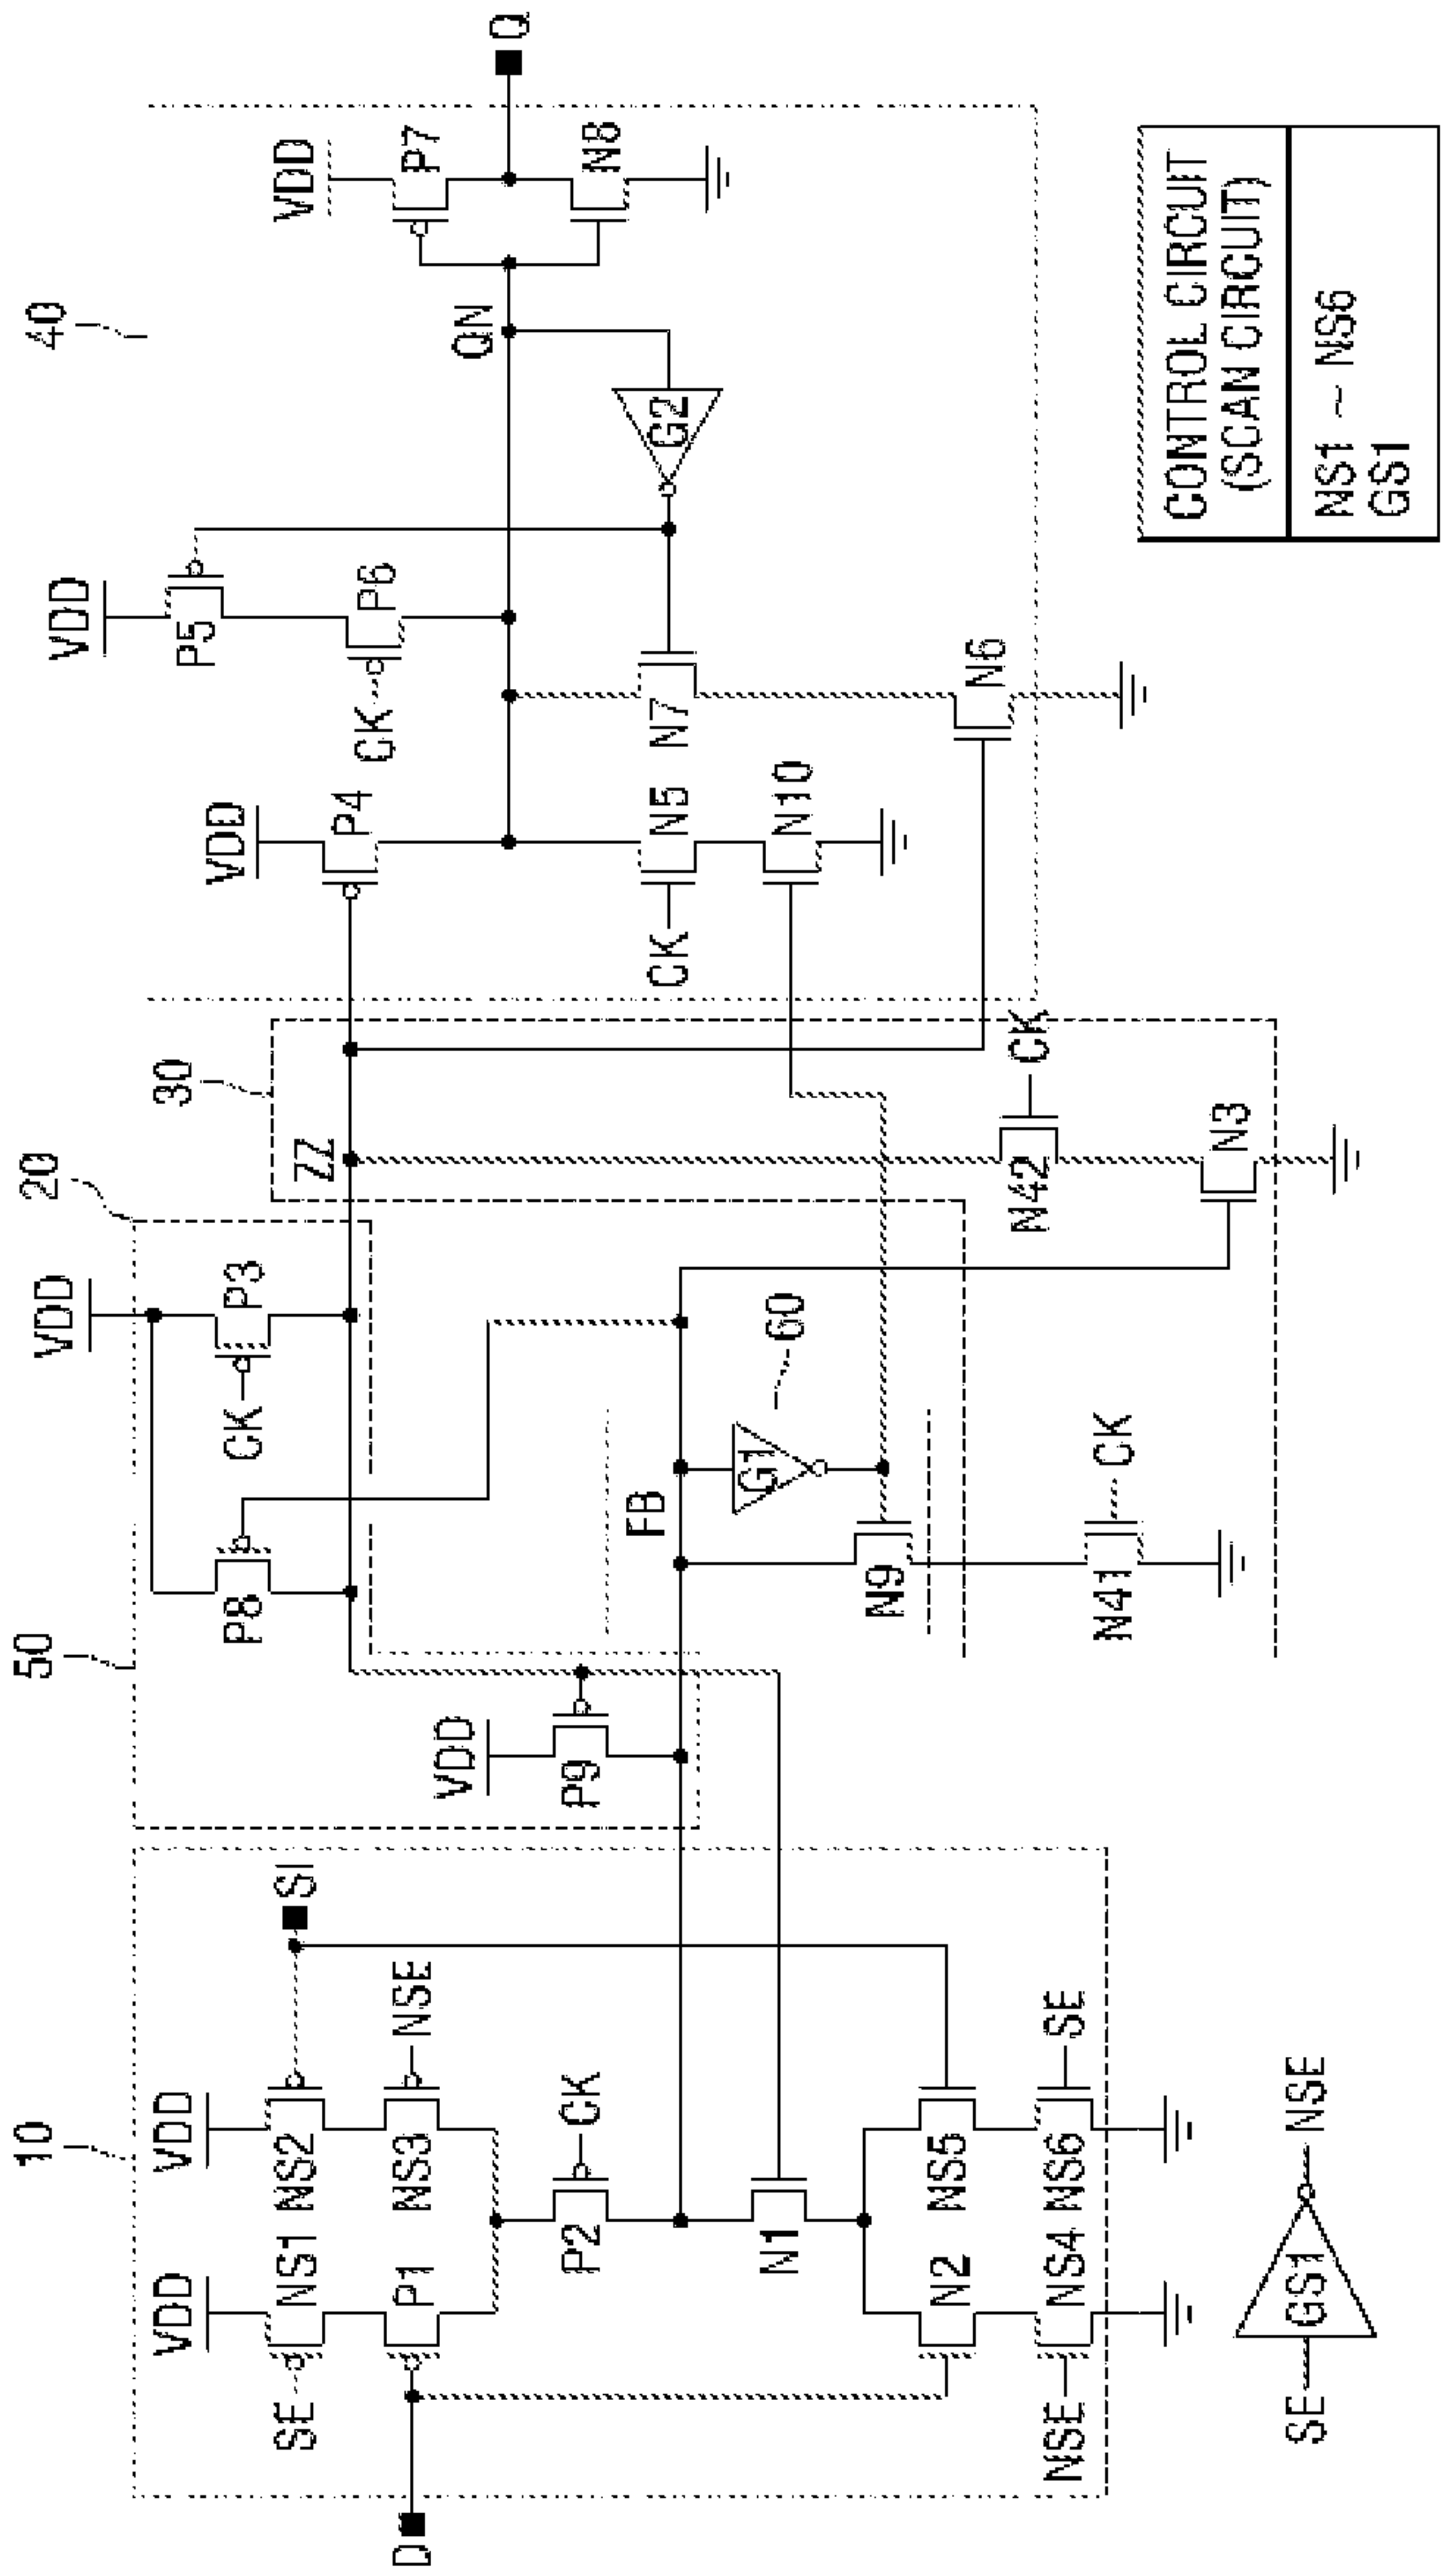 10
50
20
30
40
VDD
VDD
SE
NS1
NS2
SI
D
P1
NS3
NSE
P2
CK
N1
N2
NS5
NSE
NS4
NS6
SE
SE
GS1
NSE
VDD
P9
P8
VDD
CK
P3
ZZ
FB
G1
60
N9
N41
CK
N42
CK
N3
VDD
P4
CK
N5
N10
VDD
P5
CK
P6
N7
N6
QN
G2
VDD
P7
N8
Q
CONTROL CIRCUIT
(SCAN CIRCUIT)
NS1 ~ NS6
GS1